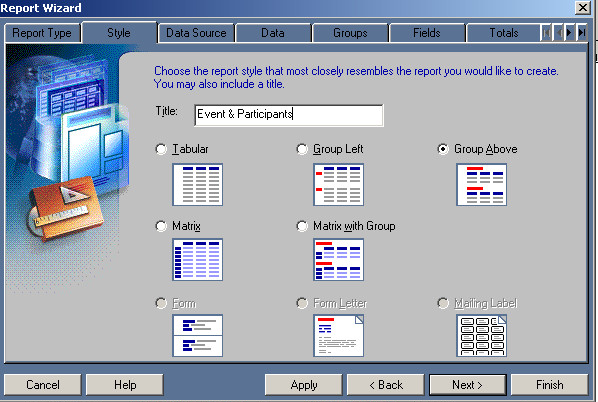 Report Wizard
Report Type Style Data Source Data Groups Fields Totals
Choose the report style that most closely resembles the report you would like to create.
You may also include a title.
Title: Event & Participants
Tabular Group Left Group Above
Matrix Matrix with Group
Form Form Letter Mailing Label
Cancel Help Apply < Back Next > Finish